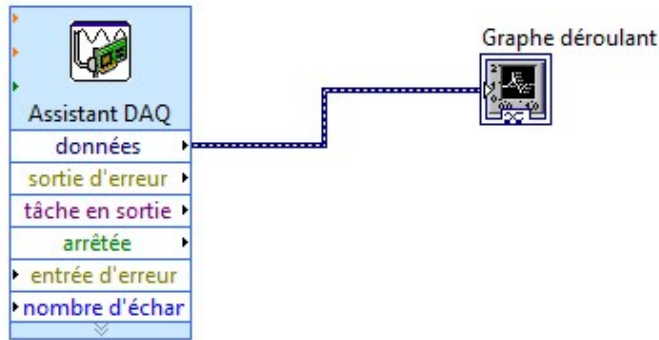 Graphe déroulant
Assistant DAQ
données
sortie d'erreur
tâche en sortie
arrêtée
entrée d'erreur
nombre d'échar